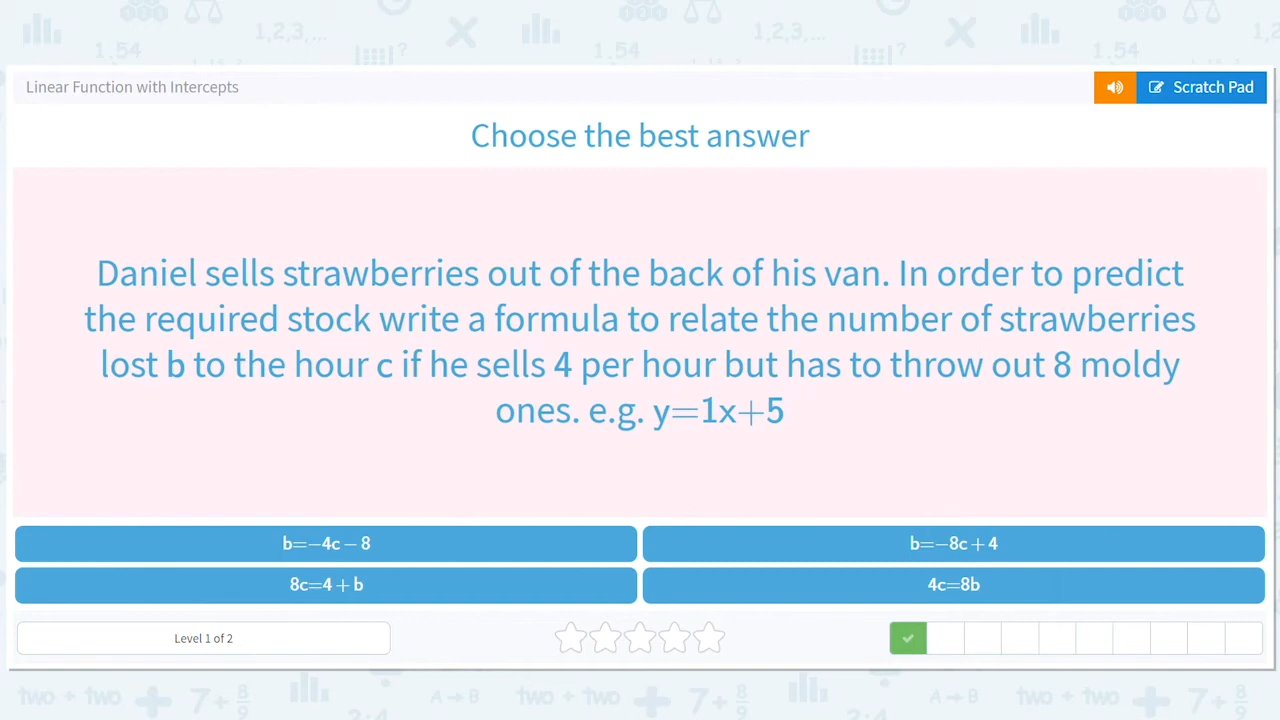 Linear Function with Intercepts
Scratch Pad
Choose the best answer
Daniel sells strawberries out of the back of his van. In order to predict
the required stock write a formula to relate the number of strawberries
lost b to the hour c if he sells 4 per hour but has to throw out 8 moldy
ones. e.g. y=1x+5
b=−4c − 8
b=−8c + 4
8c=4 + b
4c=8b
Level 1 of 2